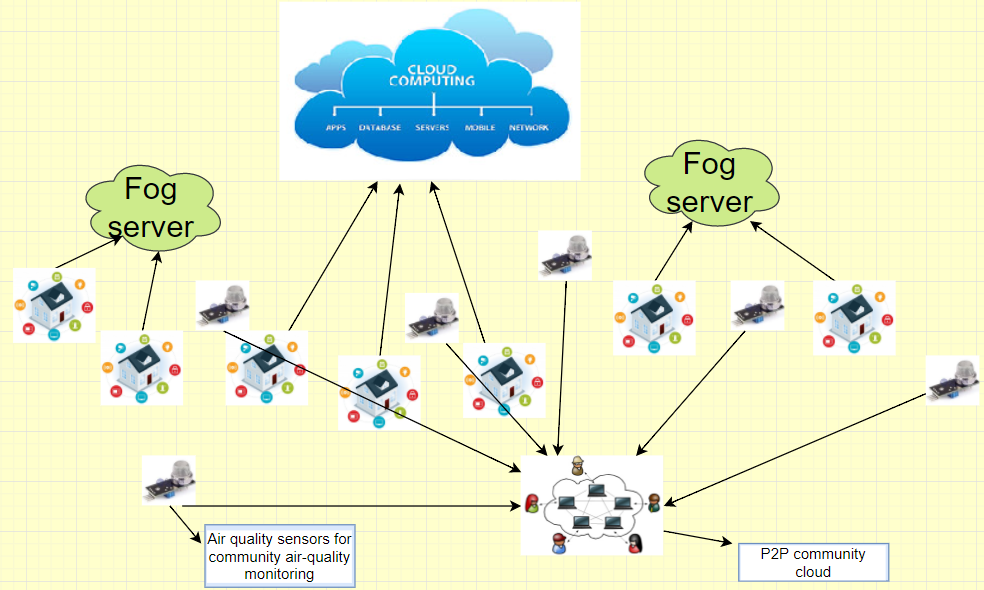 CLOUD
COMPUTING
APPS DATABASE SERVERS MOBILE NETWORK
Fog
server
Fog
server
Air quality sensors for
community air-quality
monitoring
P2P community
cloud